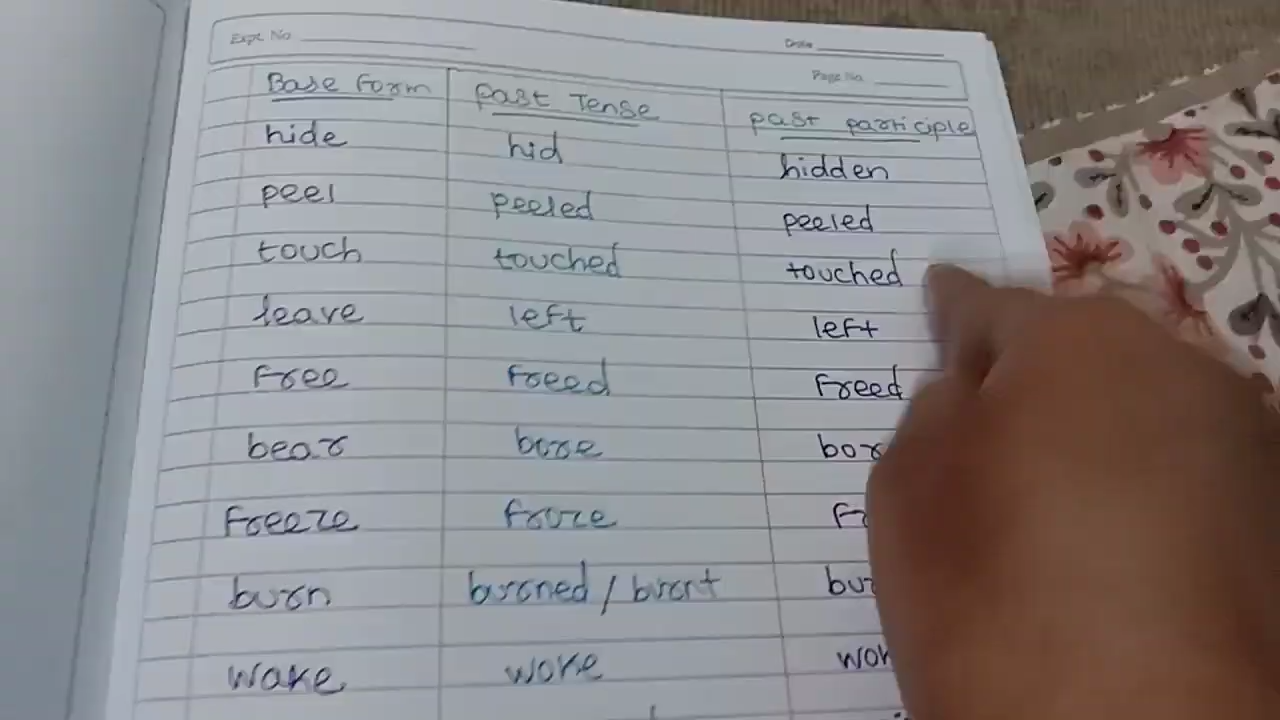 Expt. No.
Date
Page No.
Base Form Past Tense Past participle
hide hid hidden
peel peeled peeled
touch touched touched
leave left left
Free Freed Freed
bear bore
Freeze Froze
burn burned / burnt
wake woke